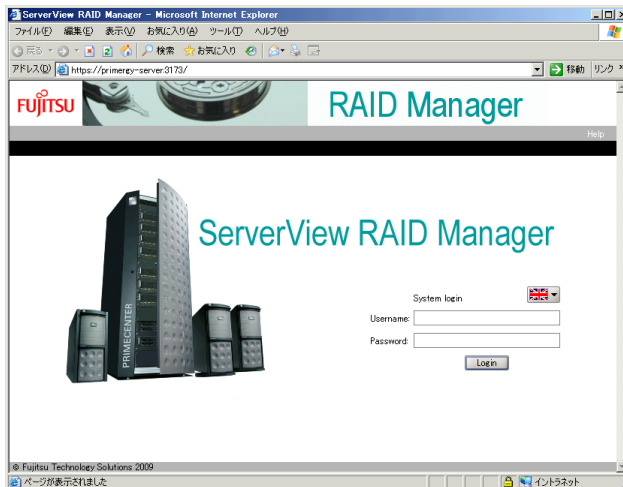 ServerView RAID Manager - Microsoft Internet Explorer
ファイル(F) 編集(E) 表示(V) お気に入り(A) ツール(T) ヘルプ(H)
戻る 検索 お気に入り
アドレス(D) https://primergy-server:3173/ 移動 リンク
FUJITSU RAID Manager
Help
ServerView RAID Manager
PRIMECENTER
System login
Username:
Password:
Login
© Fujitsu Technology Solutions 2009
ページが表示されました イントラネット